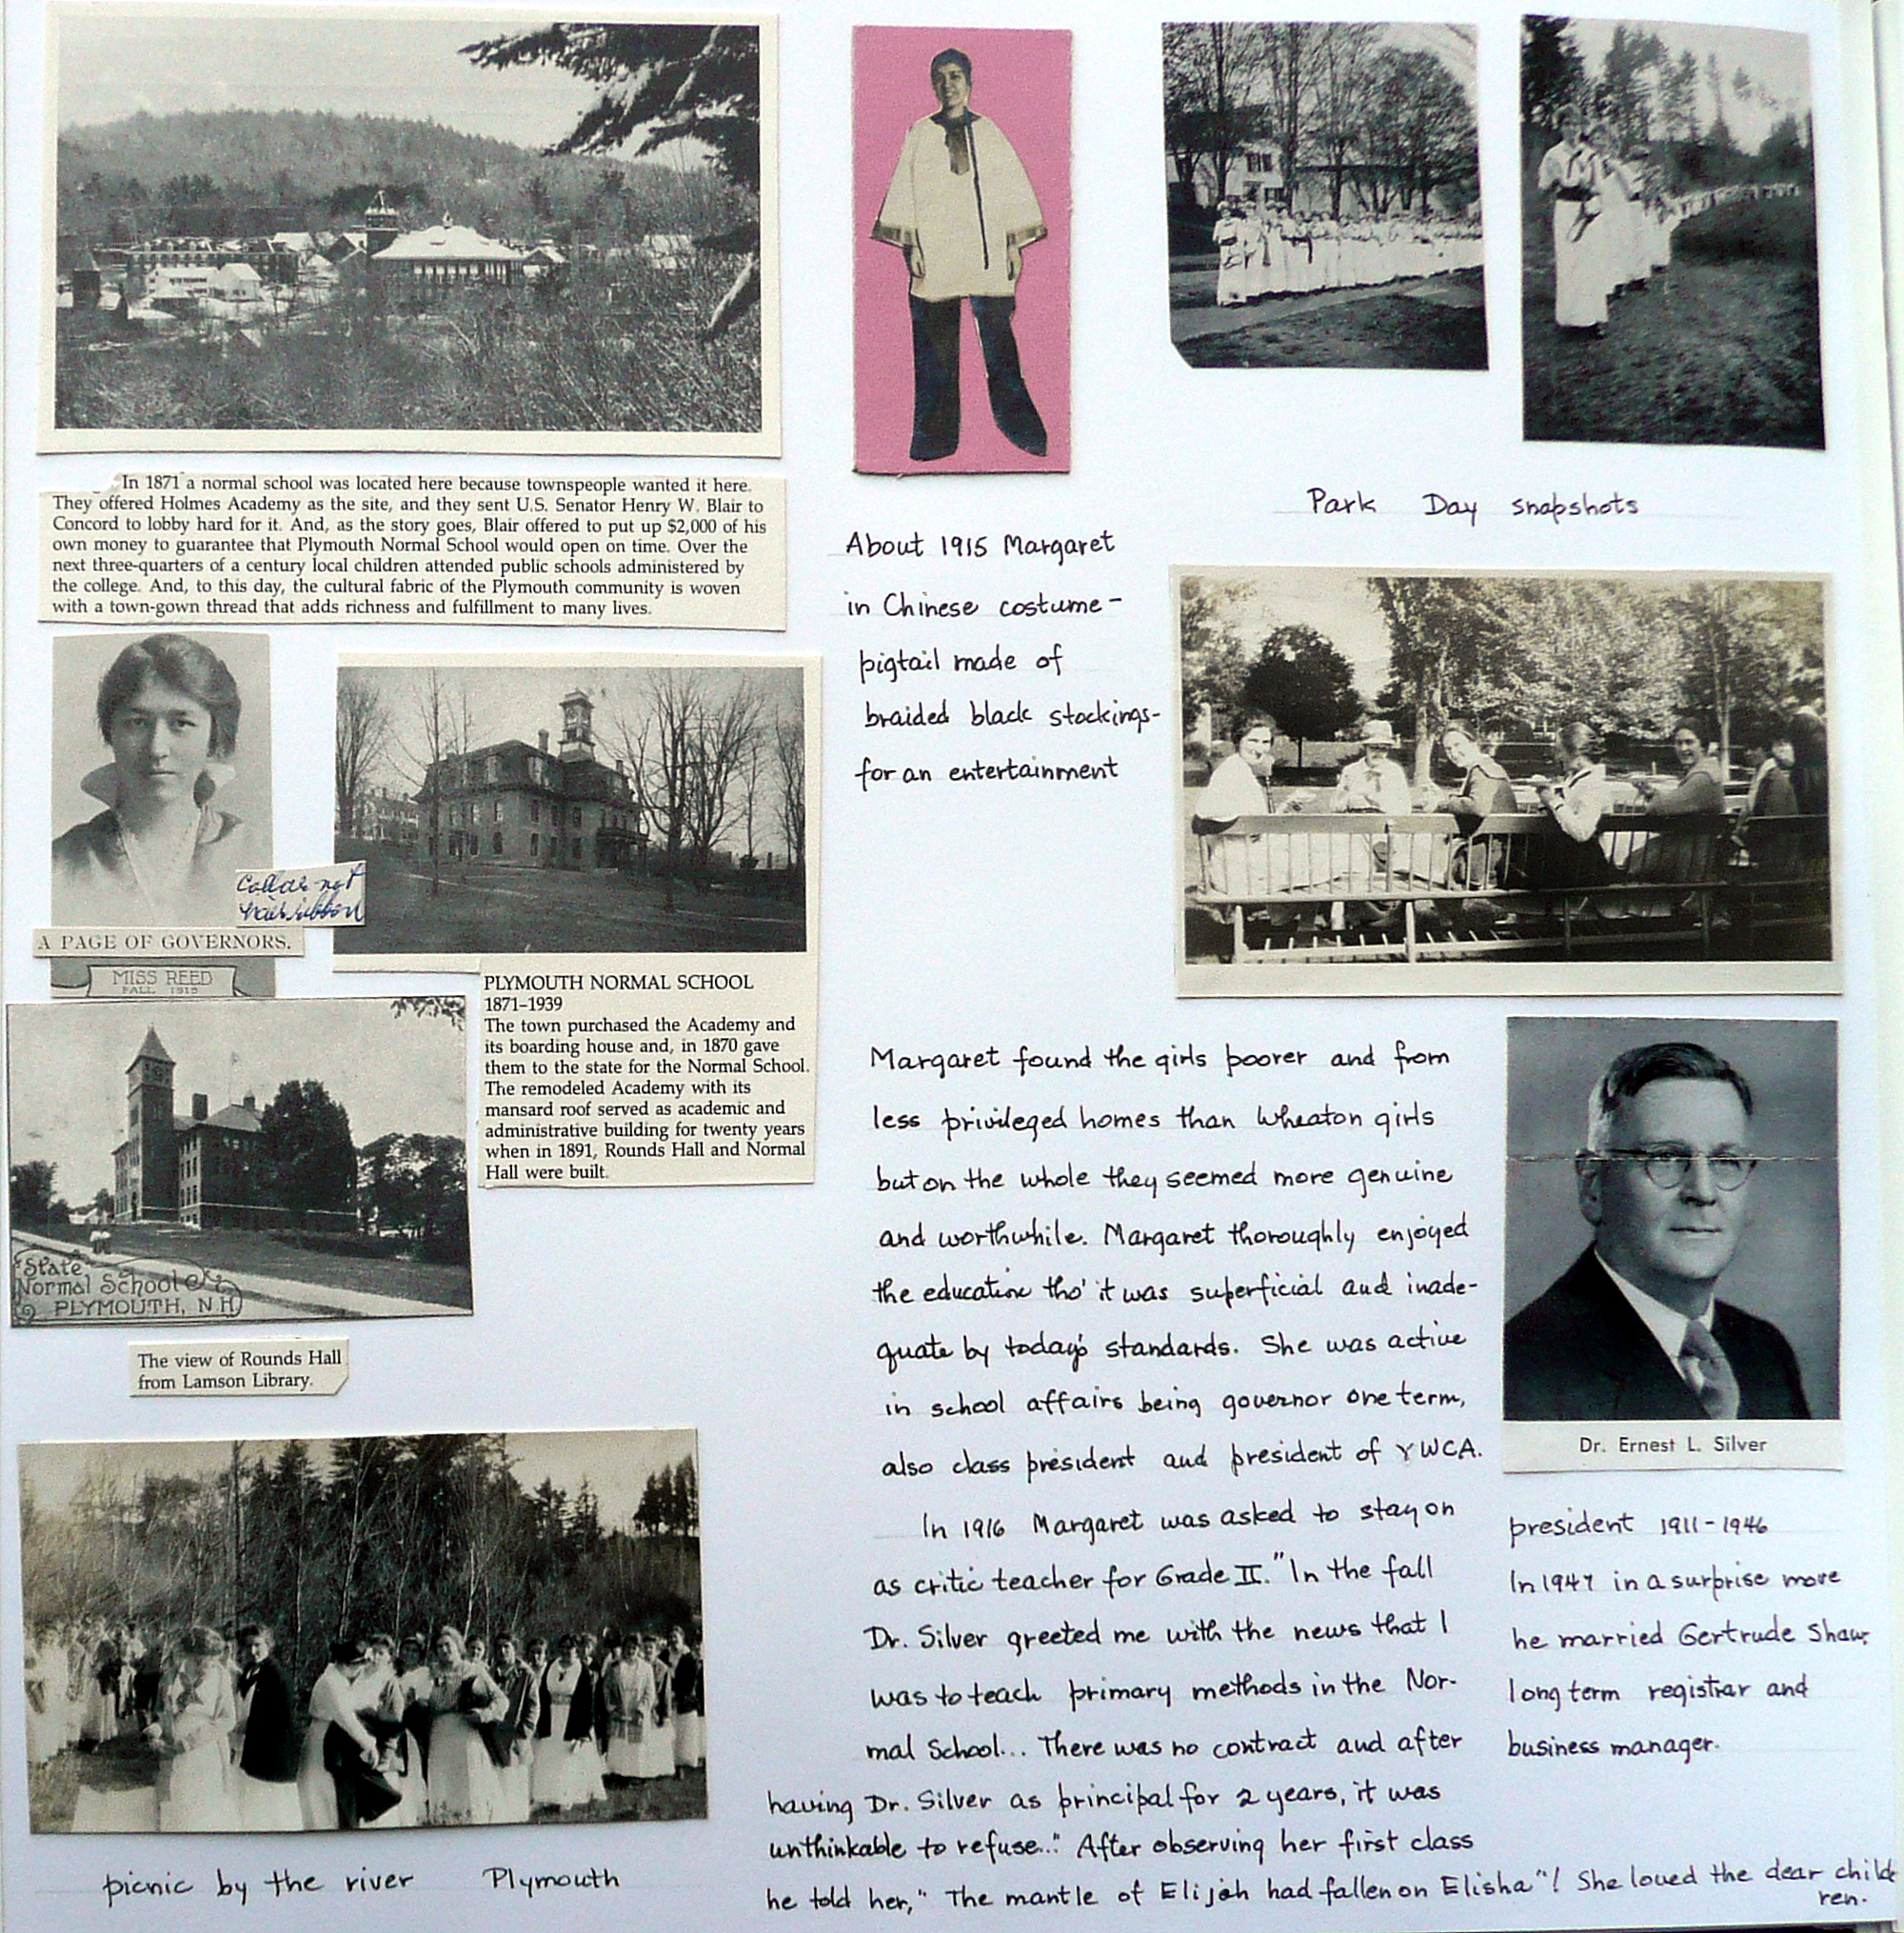 In 1871 a normal school was located here because townspeople wanted it here.
They offered Holmes Academy as the site, and they sent U.S. Senator Henry W. Blair to
Concord to lobby hard for it. And, as the story goes, Blair offered to put up $2,000 of his
own money to guarantee that Plymouth Normal School would open on time. Over the
next three-quarters of a century local children attended public schools administered by
the college. And, to this day, the cultural fabric of the Plymouth community is woven
with a town-gown thread that adds richness and fulfillment to many lives.
Collar not
hair ribbon
A PAGE OF GOVERNORS.
MISS REED
FALL 1915
PLYMOUTH NORMAL SCHOOL
1871–1939
The town purchased the Academy and
its boarding house and, in 1870 gave
them to the state for the Normal School.
The remodeled Academy with its
mansard roof served as academic and
administrative building for twenty years
when in 1891, Rounds Hall and Normal
Hall were built.
State
Normal School
PLYMOUTH, N.H.
The view of Rounds Hall
from Lamson Library.
picnic by the river Plymouth
About 1915 Margaret
in Chinese costume-
pigtail made of
braided black stockings-
for an entertainment
Park Day snapshots
Margaret found the girls poorer and from
less privileged homes than Wheaton girls
but on the whole they seemed more genuine
and worthwhile. Margaret thoroughly enjoyed
the education tho' it was superficial and inade-
quate by today's standards. She was active
in school affairs being governor one term,
also class president and president of YWCA.
In 1916 Margaret was asked to stay on
as critic teacher for Grade II. "In the fall
Dr. Silver greeted me with the news that I
was to teach primary methods in the Nor-
mal School... There was no contract and after
having Dr. Silver as principal for 2 years, it was
unthinkable to refuse..." After observing her first class
he told her, "The mantle of Elijah had fallen on Elisha"! She loved the dear child
ren.
Dr. Ernest L. Silver
president 1911-1946
In 1947 in a surprise move
he married Gertrude Shaw,
long term registrar and
business manager.